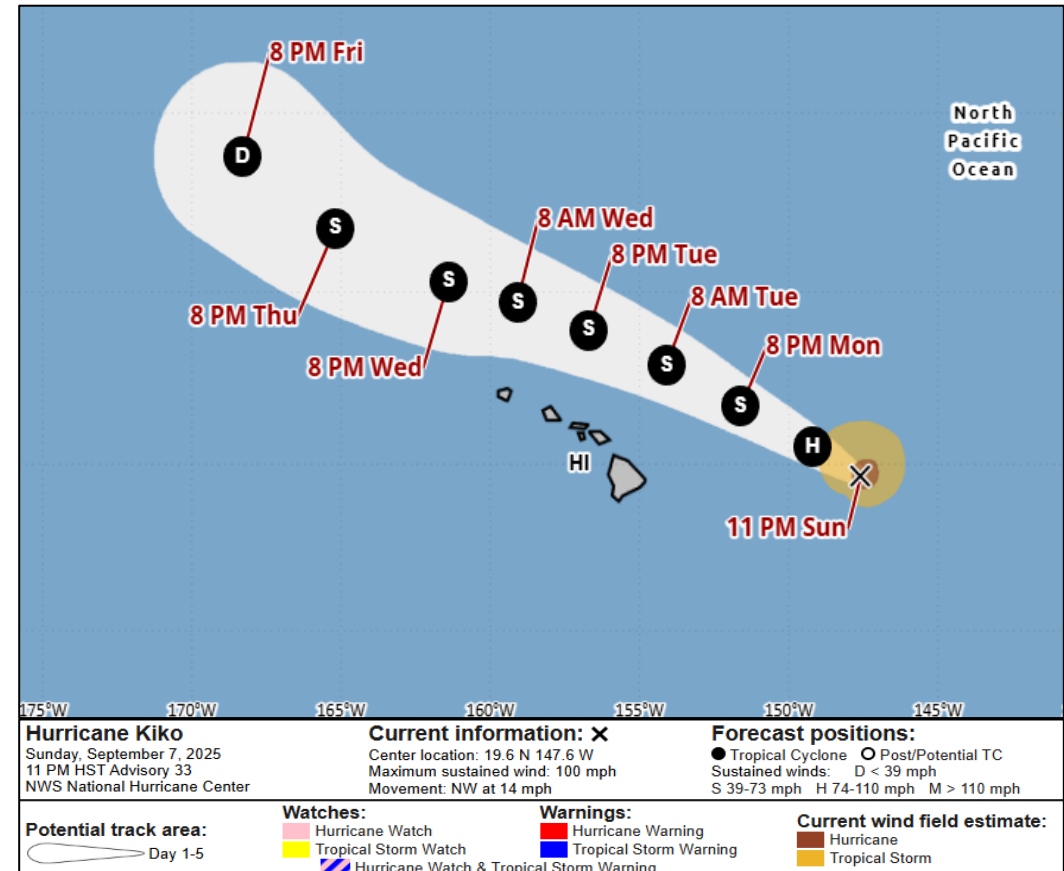 8 PM Fri
D
North
Pacific
Ocean
8 AM Wed
S
8 PM Tue
S
S
8 AM Tue
8 PM Thu
S
8 PM Mon
S
8 PM Wed
S
H
HI
11 PM Sun
175°W 170°W 165°W 160°W 155°W 150°W 145°W
Hurricane Kiko
Sunday, September 7, 2025
11 PM HST Advisory 33
NWS National Hurricane Center
Current information: ✕
Center location: 19.6 N 147.6 W
Maximum sustained wind: 100 mph
Movement: NW at 14 mph
Forecast positions:
● Tropical Cyclone ○ Post/Potential TC
Sustained winds: D < 39 mph
S 39-73 mph H 74-110 mph M > 110 mph
Potential track area:
Day 1-5
Watches:
Hurricane Watch
Tropical Storm Watch
Warnings:
Hurricane Warning
Tropical Storm Warning
Hurricane Watch & Tropical Storm Warning
Current wind field estimate:
Hurricane
Tropical Storm